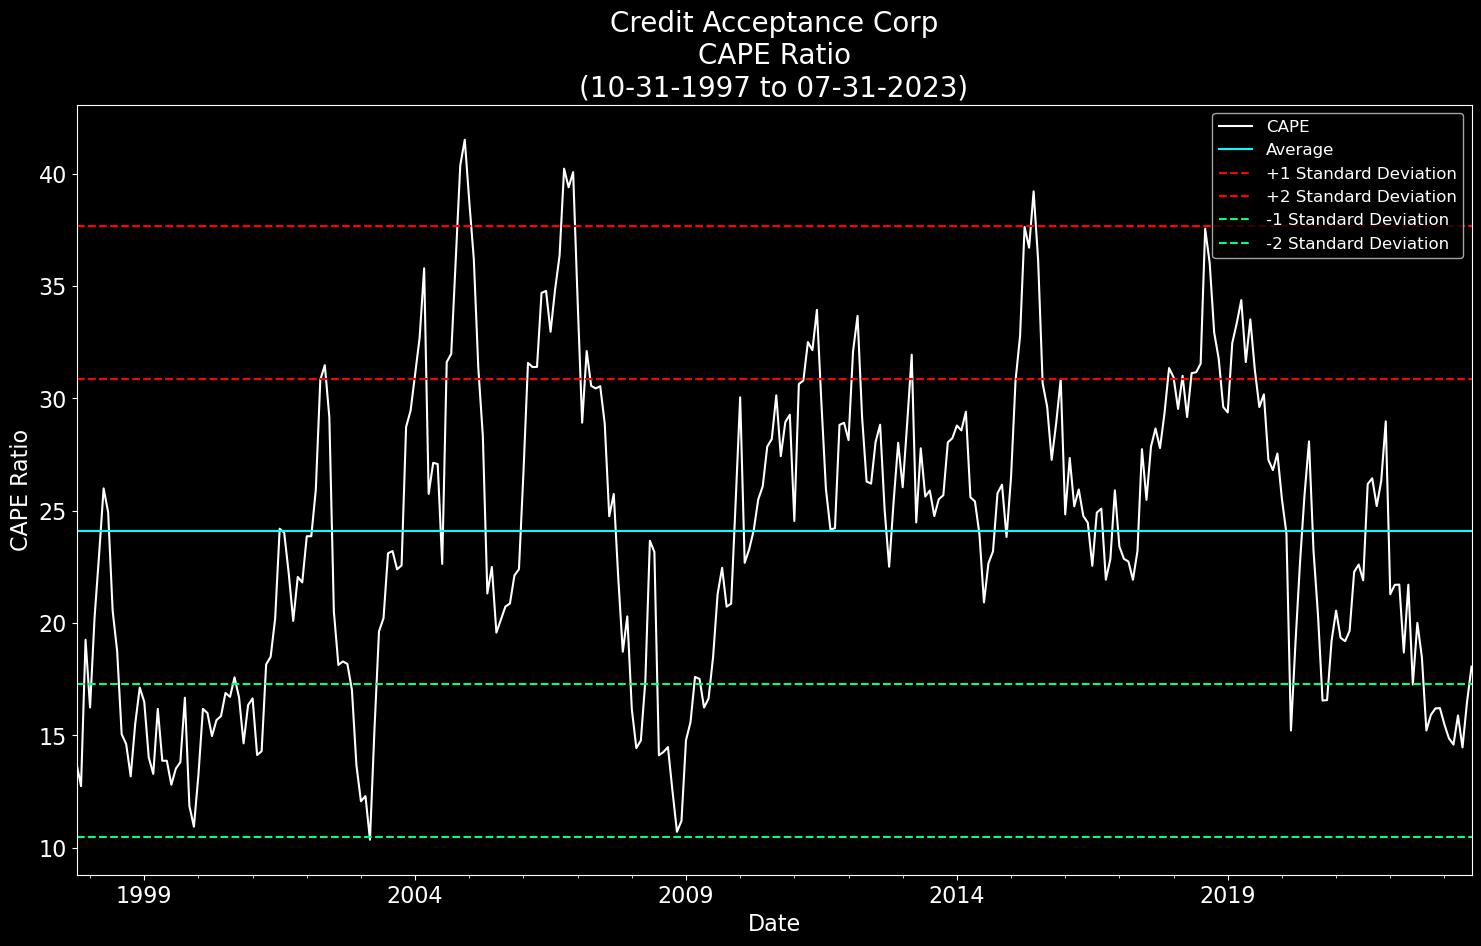 Credit Acceptance Corp
CAPE Ratio
(10-31-1997 to 07-31-2023)
CAPE
Average
+1 Standard Deviation
+2 Standard Deviation
-1 Standard Deviation
-2 Standard Deviation
CAPE Ratio
40
35
30
25
20
15
10
1999 2004 2009 2014 2019
Date